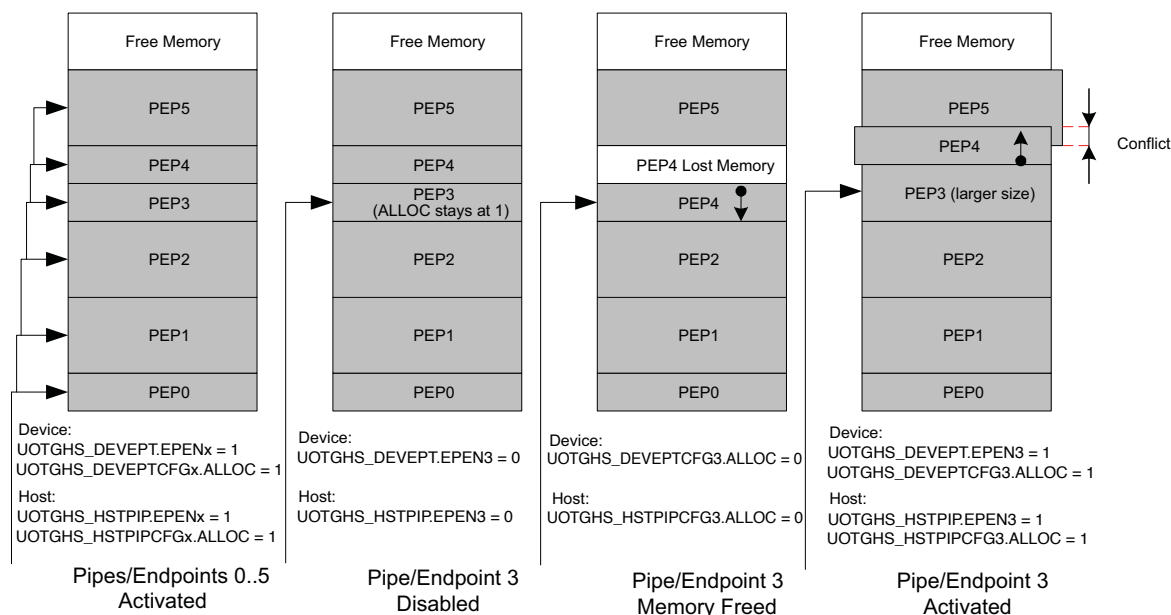 Free Memory
PEP5
PEP4
PEP3
PEP2
PEP1
PEP0
Device:
UOTGHS_DEVEPT.EPENx = 1
UOTGHS_DEVEPTCFGx.ALLOC = 1
Host:
UOTGHS_HSTPIP.EPENx = 1
UOTGHS_HSTPIPCFGx.ALLOC = 1
Pipes/Endpoints 0..5
Activated
Free Memory
PEP5
PEP4
PEP3
(ALLOC stays at 1)
PEP2
PEP1
PEP0
Device:
UOTGHS_DEVEPT.EPEN3 = 0
Host:
UOTGHS_HSTPIP.EPEN3 = 0
Pipe/Endpoint 3
Disabled
Free Memory
PEP5
PEP4 Lost Memory
PEP4
PEP2
PEP1
PEP0
Device:
UOTGHS_DEVEPTCFG3.ALLOC = 0
Host:
UOTGHS_HSTPIPCFG3.ALLOC = 0
Pipe/Endpoint 3
Memory Freed
Free Memory
PEP5
PEP4
Conflict
PEP3 (larger size)
PEP2
PEP1
PEP0
Device:
UOTGHS_DEVEPT.EPEN3 = 1
UOTGHS_DEVEPTCFG3.ALLOC = 1
Host:
UOTGHS_HSTPIP.EPEN3 = 1
UOTGHS_HSTPIPCFG3.ALLOC = 1
Pipe/Endpoint 3
Activated